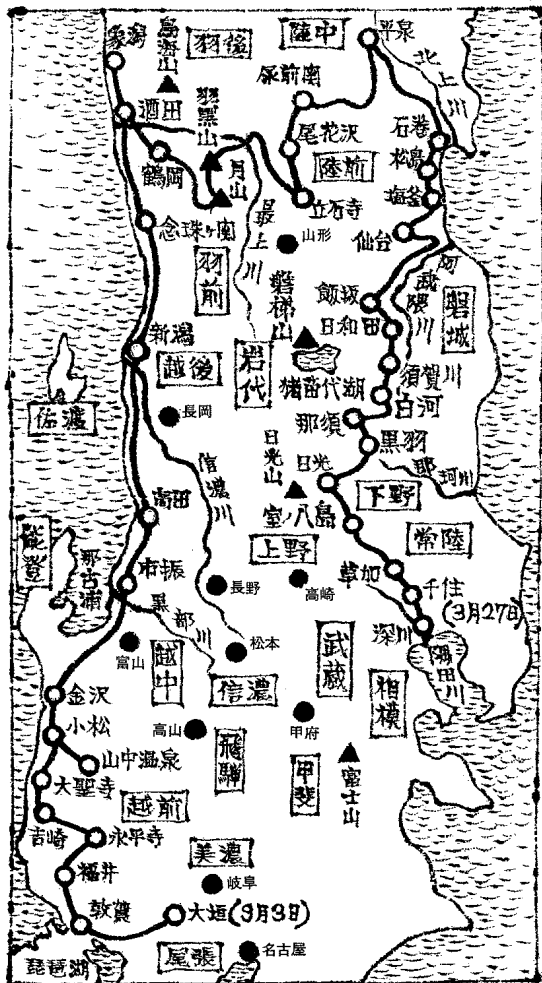 象潟
鳥海山
羽後
陸中
平泉
北上川
尿前関
酒田
羽黒山
石巻
尾花沢
松島
鶴岡
月山
陸前
塩釜
立石寺
最上川
念珠ヶ関
山形
仙台
羽前
飯坂
阿武隈川
磐梯山
日和田
磐城
新潟
越後
岩代
猪苗代湖
須賀川
白河
佐渡
長岡
那須
黒羽
日光山
日光
那珂川
信濃川
下野
高田
室ノ八島
常陸
能登
上野
那古浦
市振
草加
長野
高崎
千住
(3月27日)
黒部川
深川
隅田川
松本
富山
越中
武蔵
信濃
相模
金沢
小松
高山
飛騨
甲府
山中温泉
甲斐
富士山
大聖寺
越前
吉崎
永平寺
美濃
福井
岐阜
敦賀
大垣(9月3日)
尾張
名古屋
琵琶湖